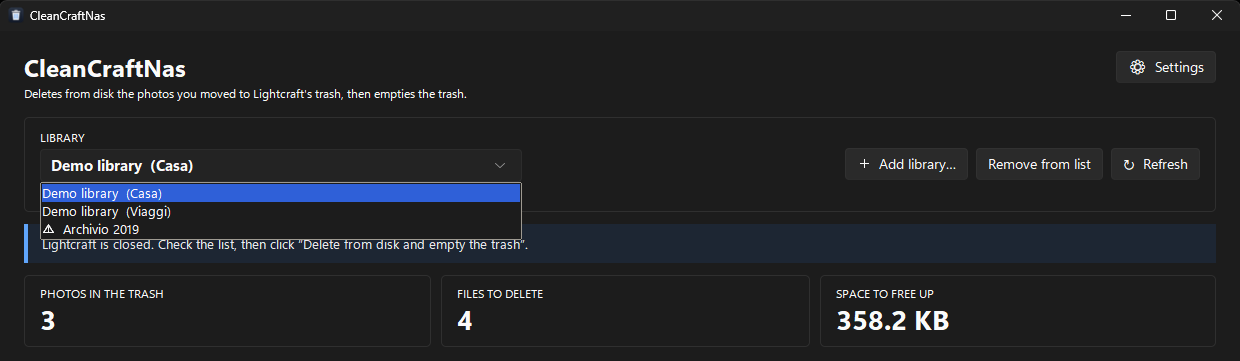 CleanCraftNas
CleanCraftNas
Settings
Deletes from disk the photos you moved to Lightcraft's trash, then empties the trash.
LIBRARY
Demo library (Casa)
Add library...
Remove from list
Refresh
Demo library (Casa)
Demo library (Viaggi)
Archivio 2019
Lightcraft is closed. Check the list, then click “Delete from disk and empty the trash”.
PHOTOS IN THE TRASH
3
FILES TO DELETE
4
SPACE TO FREE UP
358.2 KB